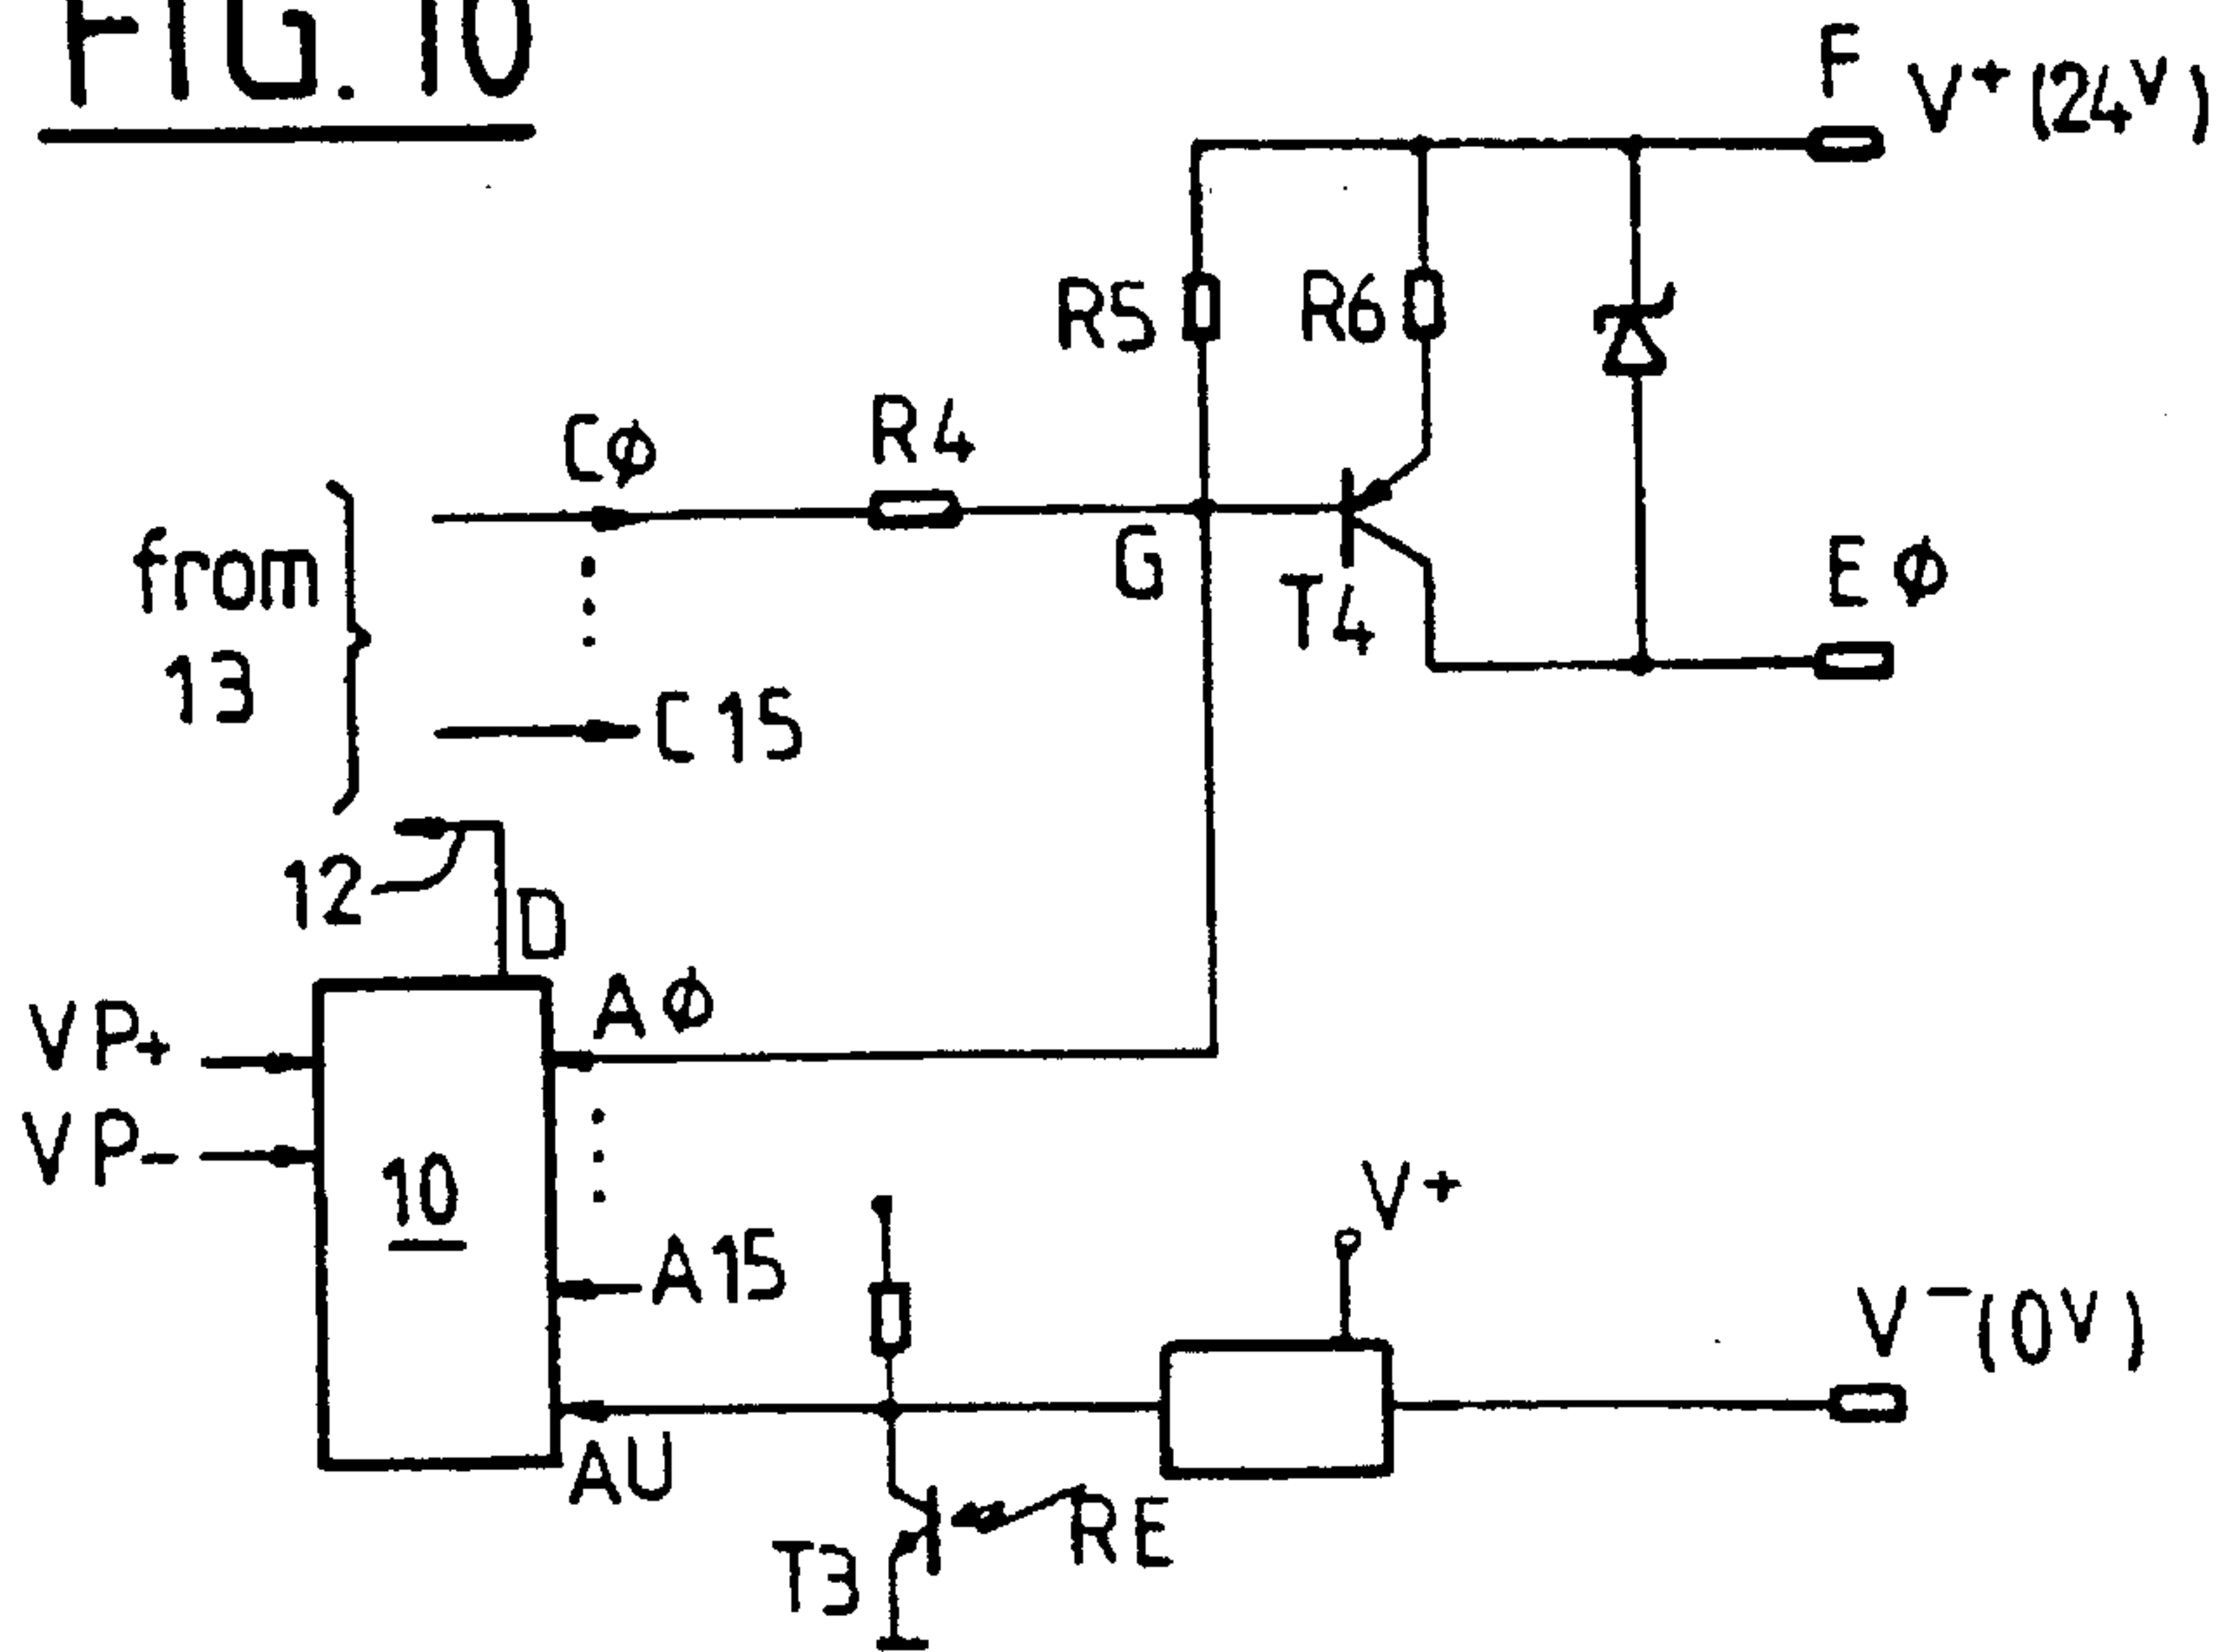 FIG. 10
F
V+ (24V)
R5
R6
Cϕ
R4
from
13
G
T4
Eϕ
C15
12
D
Aϕ
VP+
VP-
10
A15
V+
V-(0V)
AU
T3
RE